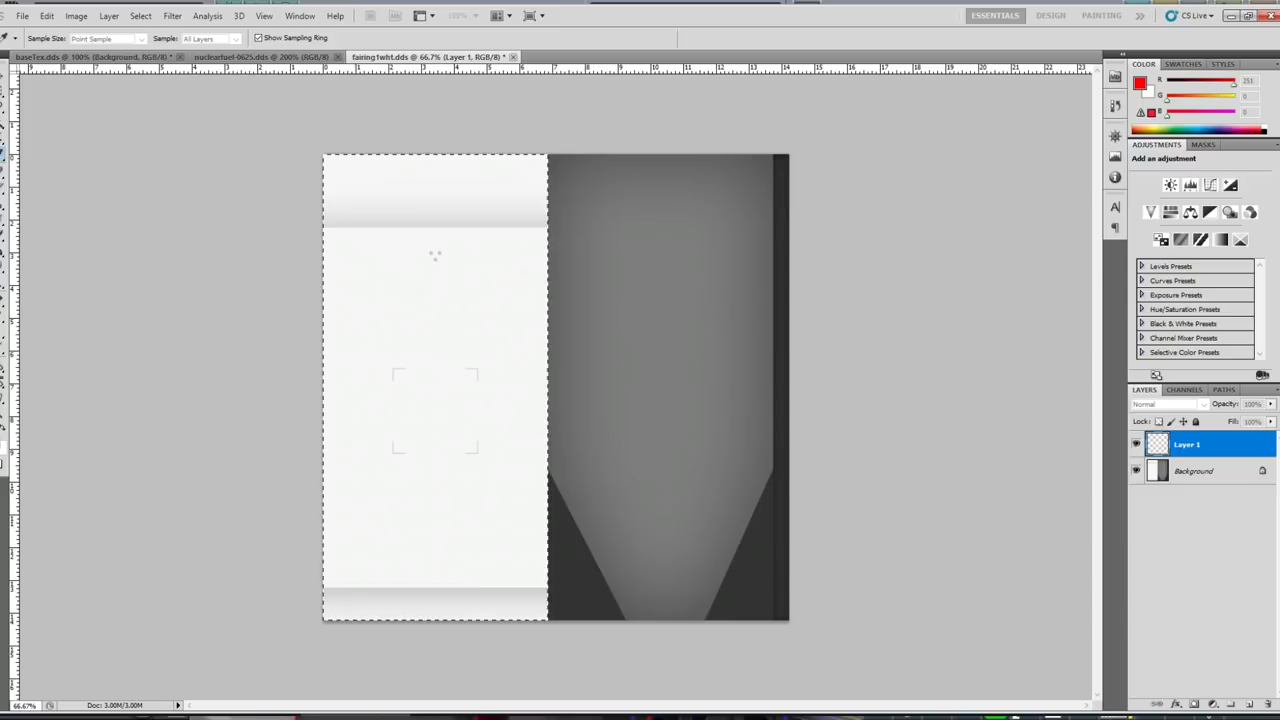 File Edit Image Layer Select Filter Analysis 3D View Window Help 100% ESSENTIALS DESIGN PAINTING CS Live
Sample Size: Point Sample Sample: All Layers Show Sampling Ring
baseTex.dds @ 100% (Background, RGB/8) * nuclearfuel-0625.dds @ 200% (RGB/8) fairing1wht.dds @ 66.7% (Layer 1, RGB/8) *
COLOR SWATCHES STYLES
R 251
G 0
B 0
ADJUSTMENTS MASKS
Add an adjustment
Levels Presets
Curves Presets
Exposure Presets
Hue/Saturation Presets
Black & White Presets
Channel Mixer Presets
Selective Color Presets
LAYERS CHANNELS PATHS
Normal Opacity: 100%
Lock: Fill: 100%
Layer 1
Background
66.67% Doc: 3.00M/3.00M